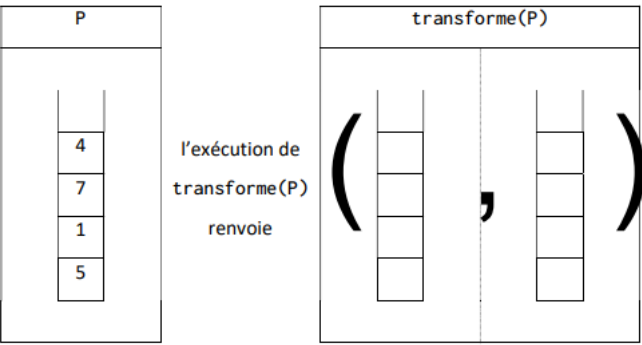 P
transforme(P)
4
7
1
5
l'exécution de
transforme(P)
renvoie
( , )